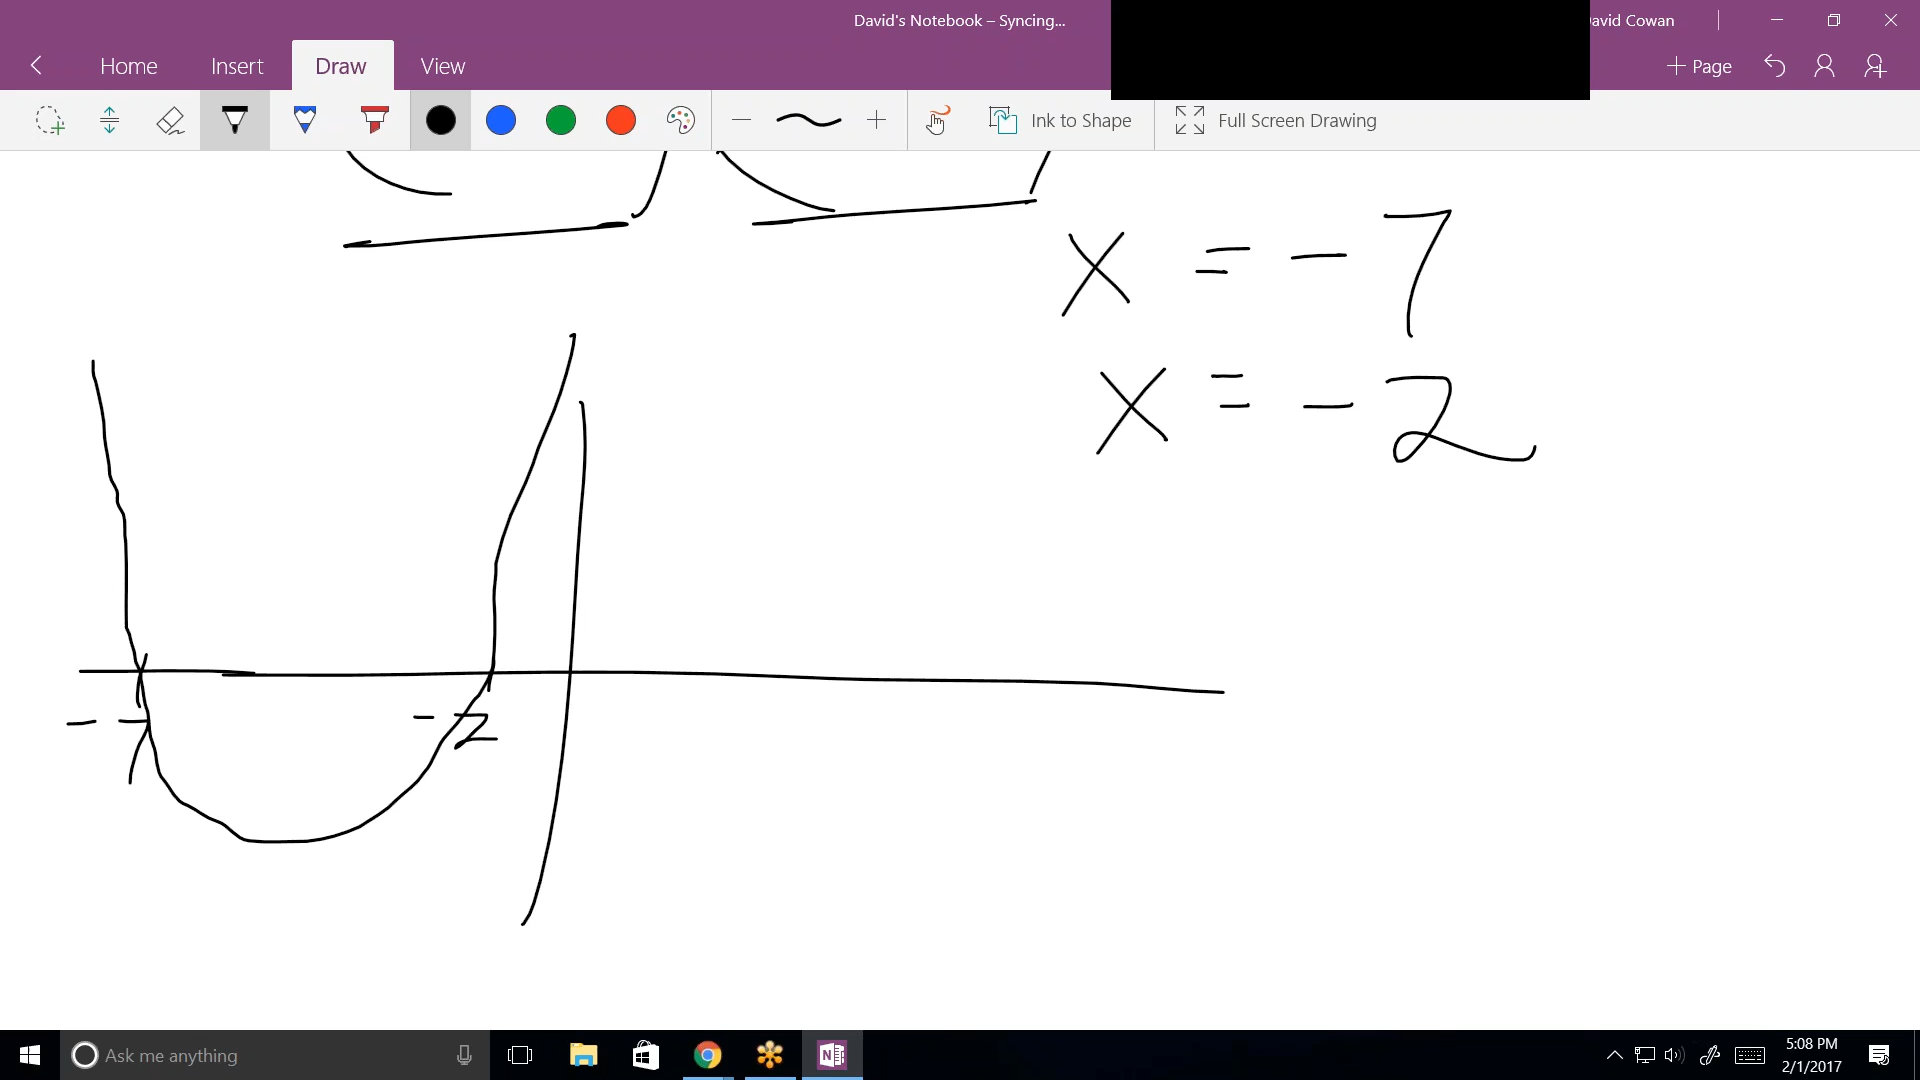 David's Notebook – Syncing...
avid Cowan
Home
Insert
Draw
View
Page
Ink to Shape
Full Screen Drawing
x = - 7
x = - 2
- 7
- 2
Ask me anything
N
5:08 PM
2/1/2017